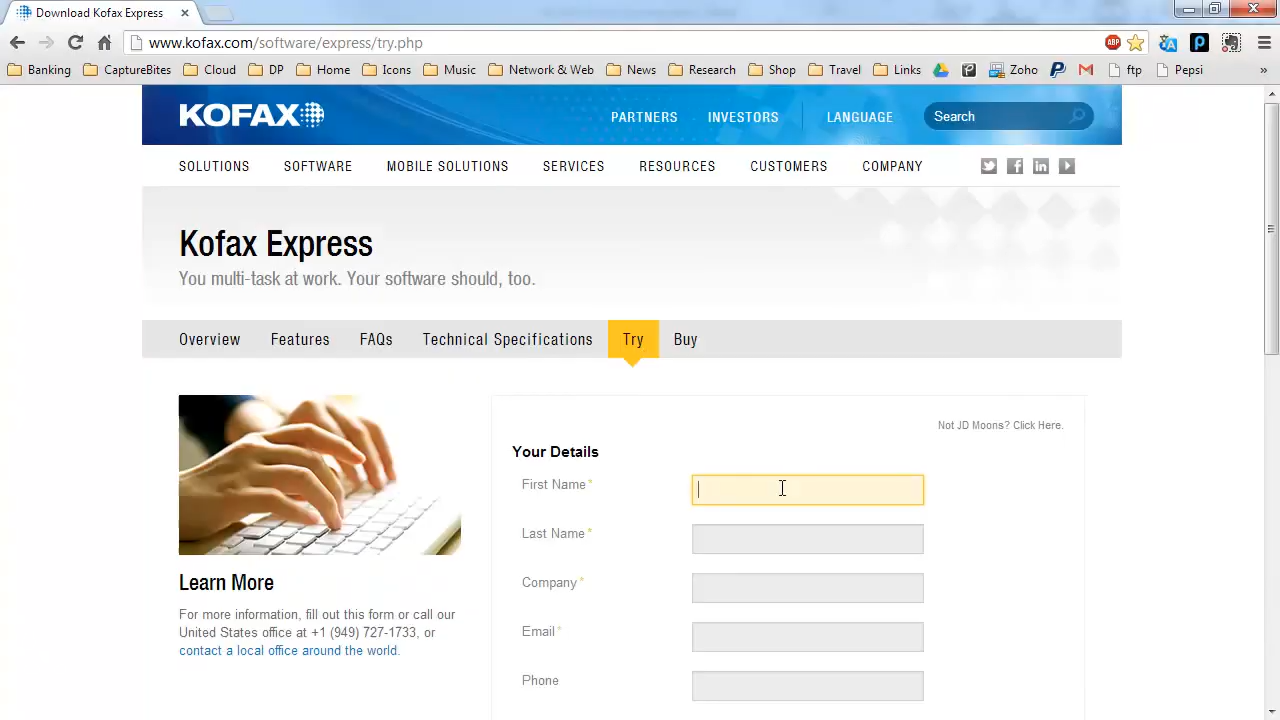 Download Kofax Express
www.kofax.com/software/express/try.php
ABP
Banking CaptureBites Cloud DP Home Icons Music Network & Web News Research Shop Travel Links Zoho ftp Pepsi »
KOFAX
PARTNERS INVESTORS LANGUAGE Search
SOLUTIONS SOFTWARE MOBILE SOLUTIONS SERVICES RESOURCES CUSTOMERS COMPANY
Kofax Express
You multi-task at work. Your software should, too.
Overview Features FAQs Technical Specifications Try Buy
Not JD Moons? Click Here.
Your Details
First Name*
Last Name*
Company*
Email*
Phone
Learn More
For more information, fill out this form or call our
United States office at +1 (949) 727-1733, or
contact a local office around the world.